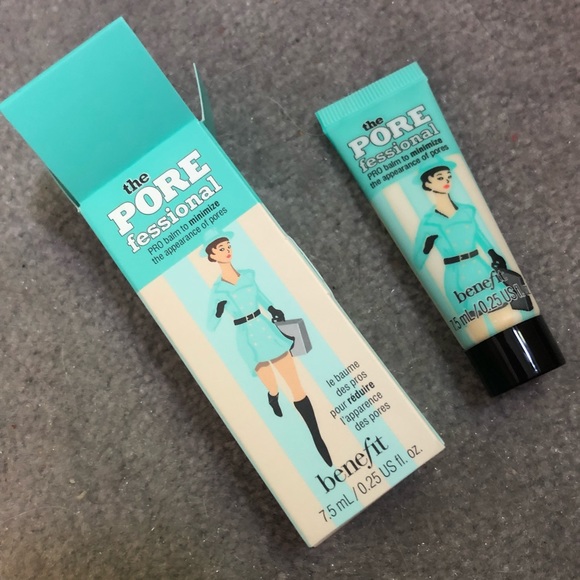 the
PORE
fessional
PRO balm to minimize
the appearance of pores
le baume
des pros
pour réduire
l'apparence
des pores
benefit
7.5 mL / 0.25 US fl. oz.
the
PORE
fessional
PRO balm to minimize
the appearance of pores
benefit
7.5 mL / 0.25 US fl.